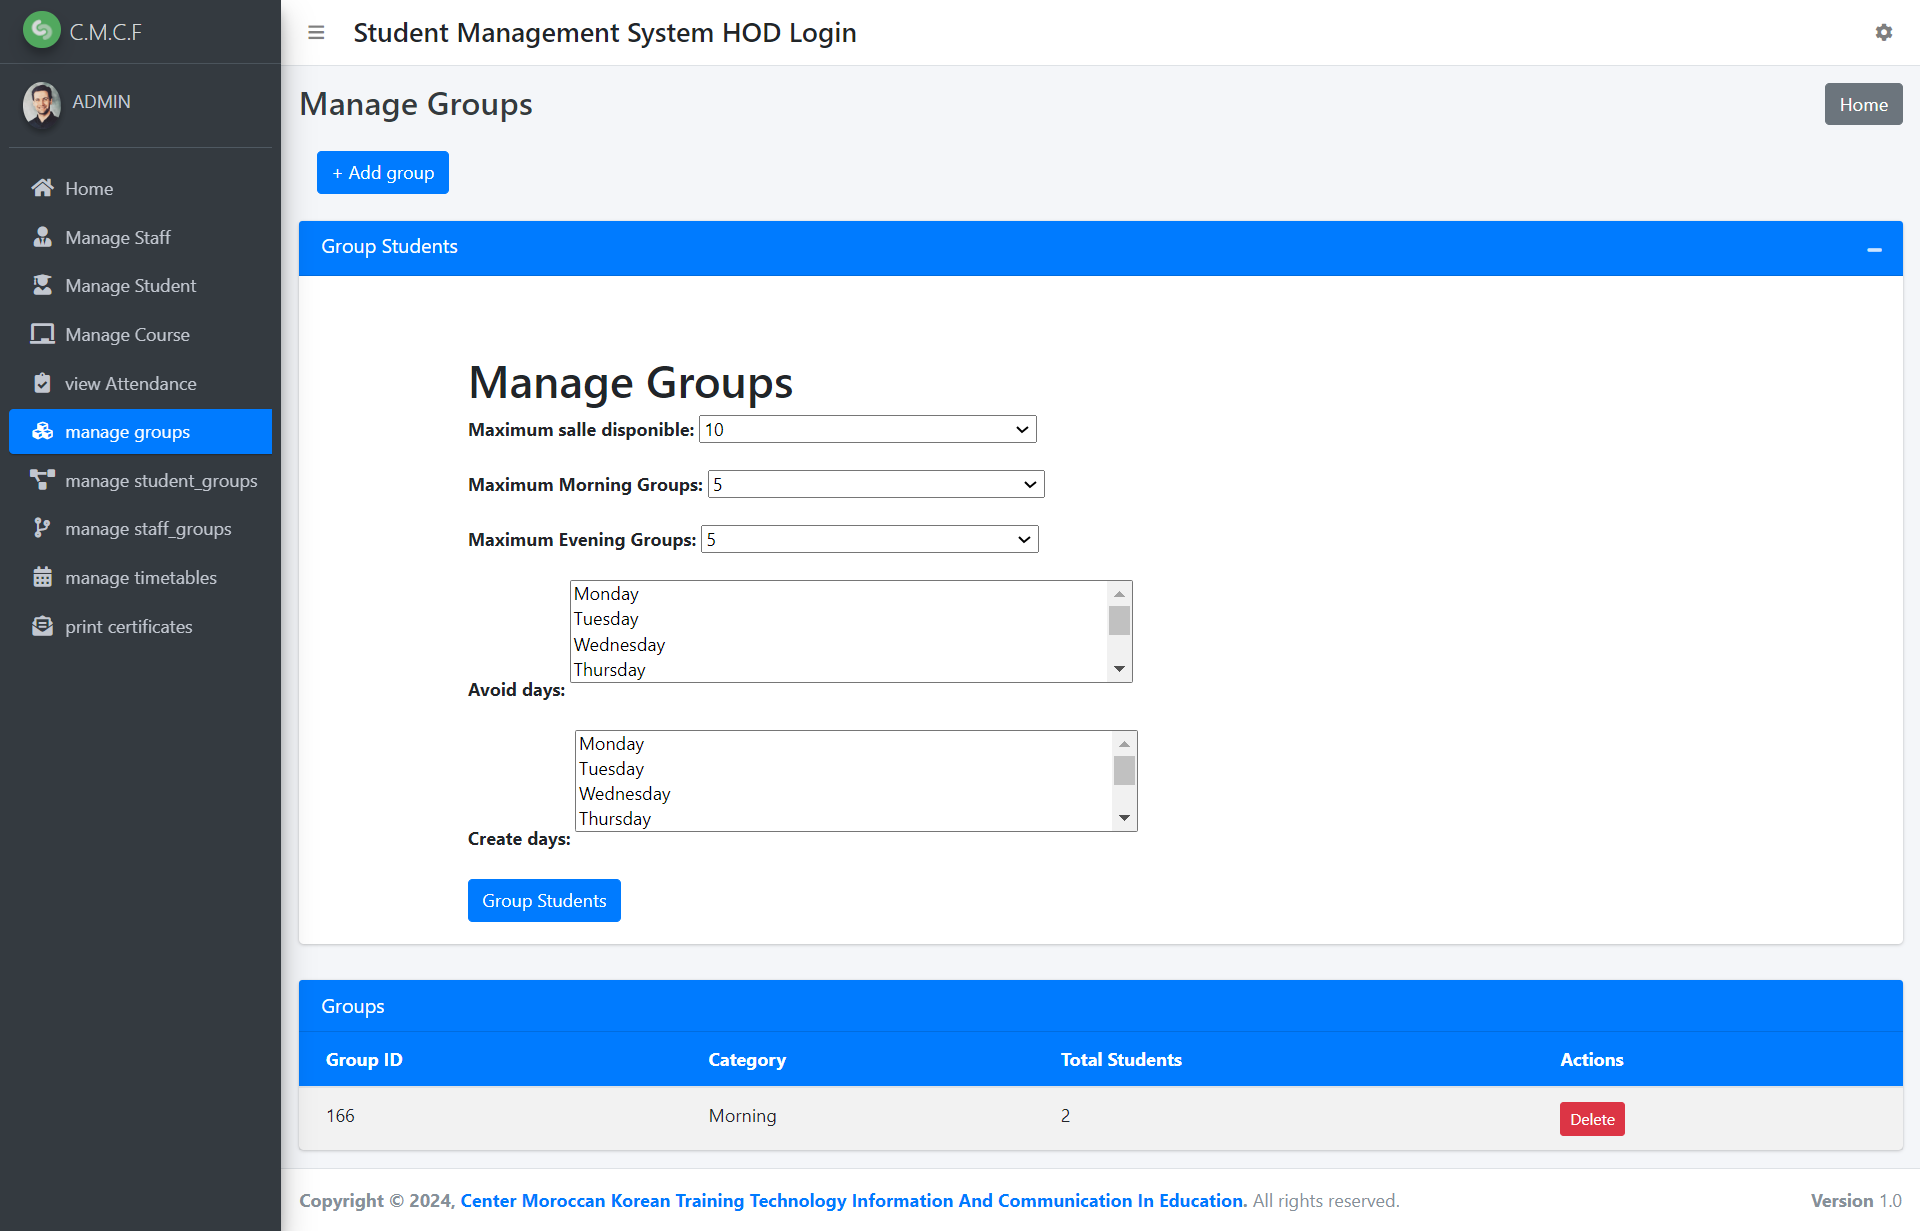 C.M.C.F
ADMIN
Home
Manage Staff
Manage Student
Manage Course
view Attendance
manage groups
manage student_groups
manage staff_groups
manage timetables
print certificates
Student Management System HOD Login
Manage Groups
Home
+ Add group
Group Students
Manage Groups
Maximum salle disponible: 10
Maximum Morning Groups: 5
Maximum Evening Groups: 5
Monday
Tuesday
Wednesday
Thursday
Avoid days:
Monday
Tuesday
Wednesday
Thursday
Create days:
Group Students
Groups
Group ID Category Total Students Actions
166 Morning 2 Delete
Copyright © 2024, Center Moroccan Korean Training Technology Information And Communication In Education. All rights reserved. Version 1.0